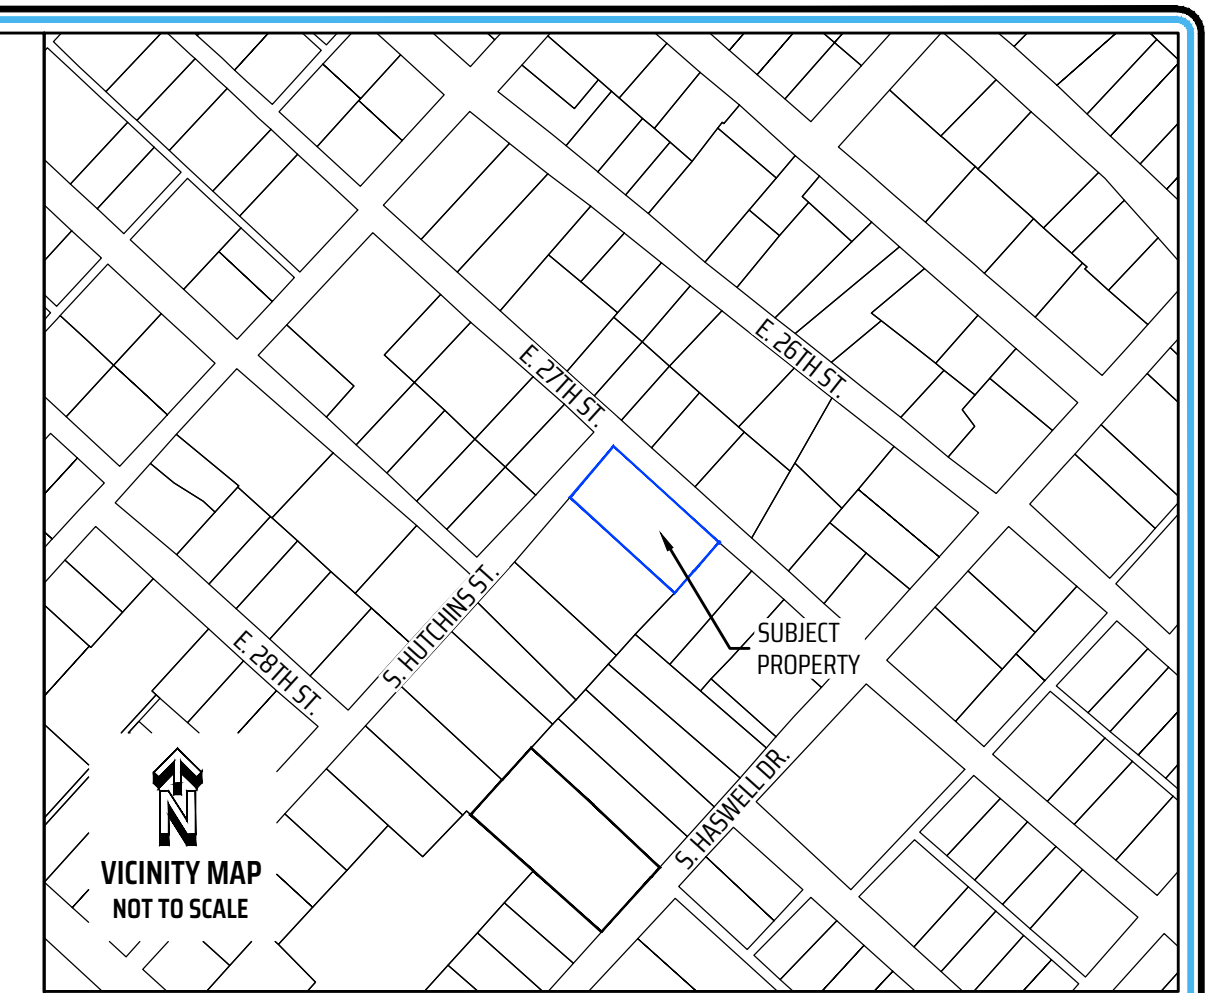 E. 26TH ST.
E. 27TH ST.
S. HUTCHINS ST.
SUBJECT
PROPERTY
E. 28TH ST.
S. HASWELL DR.
N
VICINITY MAP
NOT TO SCALE